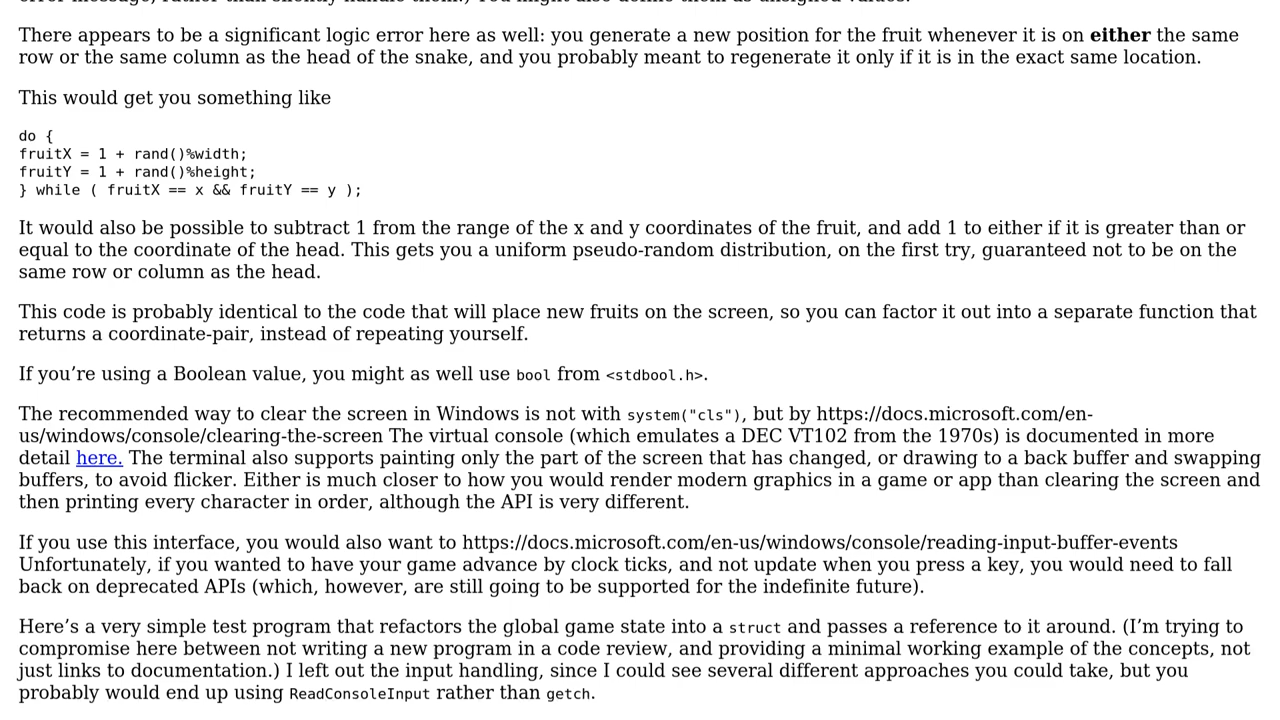 There appears to be a significant logic error here as well: you generate a new position for the fruit whenever it is on either the same
row or the same column as the head of the snake, and you probably meant to regenerate it only if it is in the exact same location.
This would get you something like
do {
fruitX = 1 + rand()%width;
fruitY = 1 + rand()%height;
} while ( fruitX == x && fruitY == y );
It would also be possible to subtract 1 from the range of the x and y coordinates of the fruit, and add 1 to either if it is greater than or
equal to the coordinate of the head. This gets you a uniform pseudo-random distribution, on the first try, guaranteed not to be on the
same row or column as the head.
This code is probably identical to the code that will place new fruits on the screen, so you can factor it out into a separate function that
returns a coordinate-pair, instead of repeating yourself.
If you’re using a Boolean value, you might as well use bool from <stdbool.h>.
The recommended way to clear the screen in Windows is not with system("cls"), but by https://docs.microsoft.com/en-
us/windows/console/clearing-the-screen The virtual console (which emulates a DEC VT102 from the 1970s) is documented in more
detail here. The terminal also supports painting only the part of the screen that has changed, or drawing to a back buffer and swapping
buffers, to avoid flicker. Either is much closer to how you would render modern graphics in a game or app than clearing the screen and
then printing every character in order, although the API is very different.
If you use this interface, you would also want to https://docs.microsoft.com/en-us/windows/console/reading-input-buffer-events
Unfortunately, if you wanted to have your game advance by clock ticks, and not update when you press a key, you would need to fall
back on deprecated APIs (which, however, are still going to be supported for the indefinite future).
Here’s a very simple test program that refactors the global game state into a struct and passes a reference to it around. (I’m trying to
compromise here between not writing a new program in a code review, and providing a minimal working example of the concepts, not
just links to documentation.) I left out the input handling, since I could see several different approaches you could take, but you
probably would end up using ReadConsoleInput rather than getch.